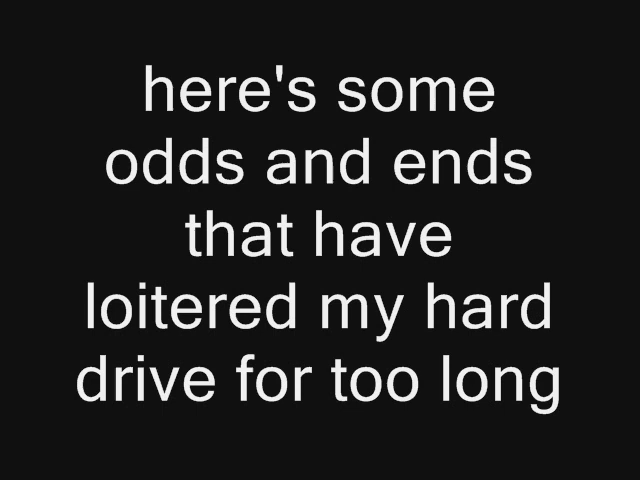 here's some
odds and ends
that have
loitered my hard
drive for too long